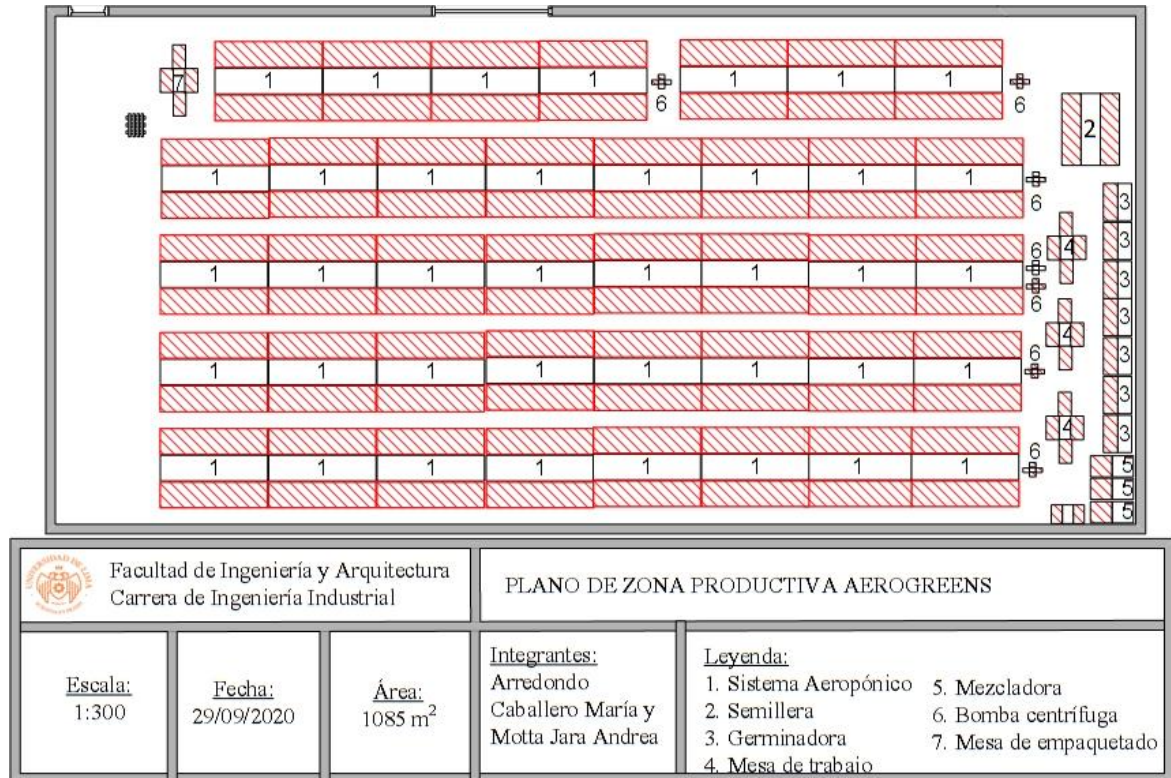 1 1 1 1 1 1 1
7
6 6
2
1 1 1 1 1 1 1 1
6
3
3
6 4
1 1 1 1 1 1 1 1
3
6
3
4
6 3
1 1 1 1 1 1 1 1
3
4 3
6
1 1 1 1 1 1 1 1 5
5
5
UNIVERSIDAD DE LIMA
Facultad de Ingeniería y Arquitectura
Carrera de Ingeniería Industrial
PLANO DE ZONA PRODUCTIVA AEROGREENS
Escala:
1:300
Fecha:
29/09/2020
Área:
1085 m²
Integrantes:
Arredondo
Caballero María y
Motta Jara Andrea
Leyenda:
1. Sistema Aeropónico
2. Semillera
3. Germinadora
4. Mesa de trabajo
5. Mezcladora
6. Bomba centrífuga
7. Mesa de empaquetado